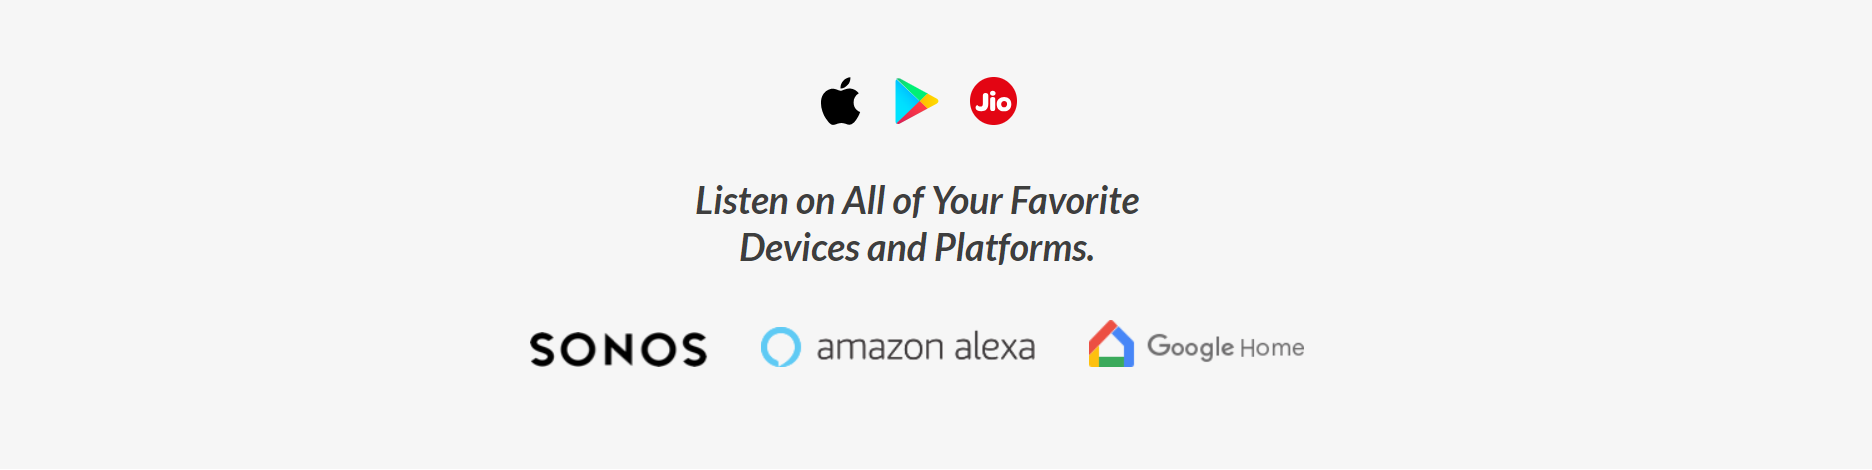 Jio
Listen on All of Your Favorite
Devices and Platforms.
SONOS amazon alexa Google Home